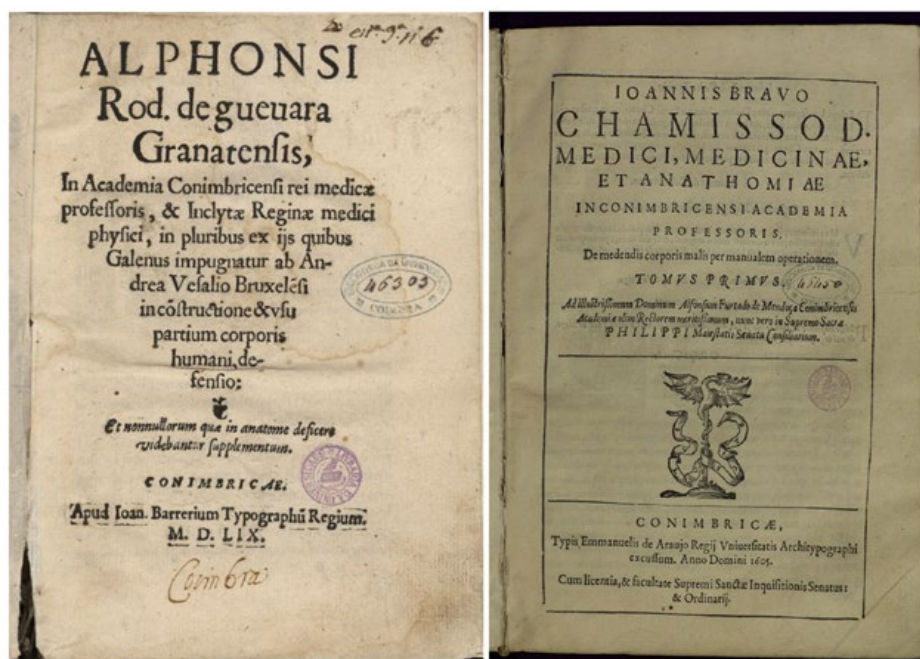 ALPHONSI
Rod. de gueuara
Granatensis,
In Academia Conimbricensi rei medicæ
professoris, & Inclytæ Reginæ medici
physici, in pluribus ex ijs quibus
Galenus impugnatur ab An-
drea Vesalio Bruxelẽsi
in cõstructione & vsu
partium corporis
humani, de-
fensio:
Et nonnullorum quæ in anatome deficere
videbantur supplementum.
CONIMBRICAE.
Apud Ioan. Barrerium Typographũ Regium.
M. D. LIX.
Coimbra
46303
COIMBRA
IOANNIS BRAVO
CHAMISSO D.
MEDICI, MEDICINAE,
ET ANATHOMIAE
IN CONIMBRICENSI ACADEMIA
PROFESSORIS.
De medendis corporis malis per manualem operationem.
TOMVS PRIMVS.
Ad illustrissimum Dominum Alfonsum Furtado de Mendoça Conimbricensis
Academiæ olim Rectorem meritissimum, nunc vero in Supremo Sacræ
PHILIPPI Maiestatis Senatu Consiliarium.
CONIMBRICÆ,
Typis Emmanuelis de Araujo Regij Vniuersitatis Architypographi
excussum. Anno Domini 1605.
Cum licentia, & facultate Supremi Sanctæ Inquisitionis Senatus:
& Ordinarij.